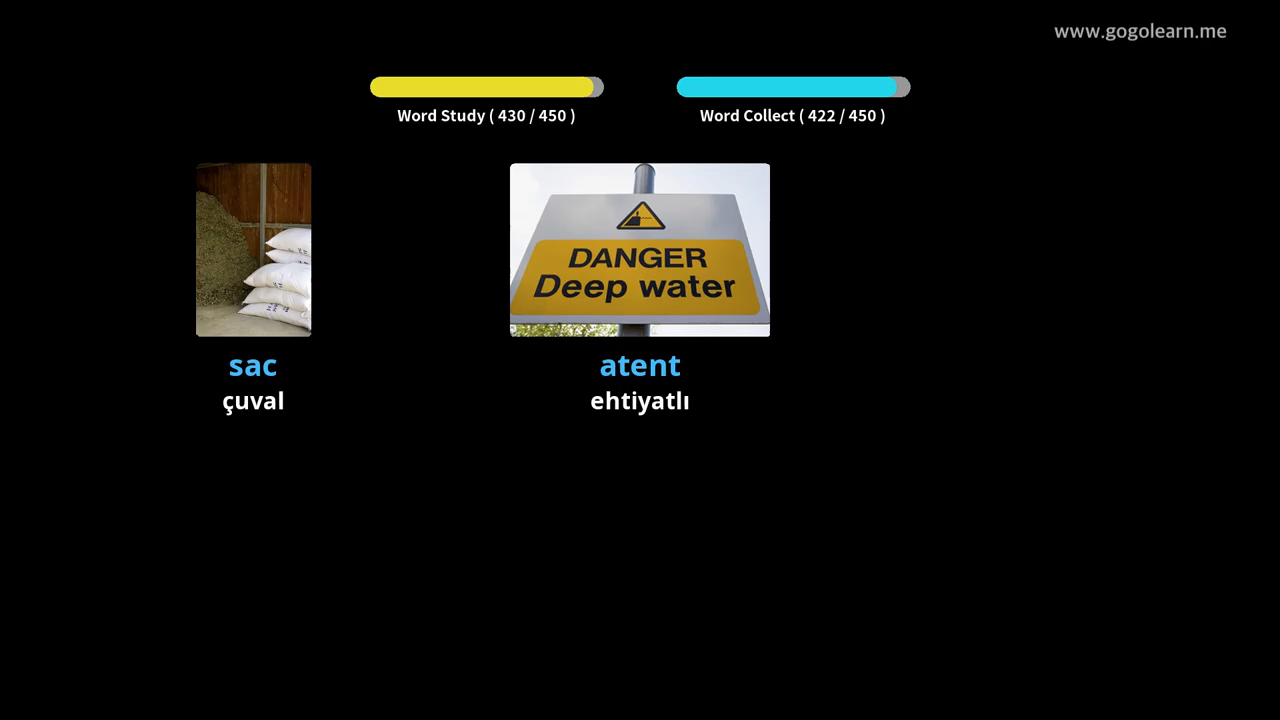 www.gogolearn.me
Word Study ( 430 / 450 )
Word Collect ( 422 / 450 )
DANGER
Deep water
sac
çuval
atent
ehtiyatlı